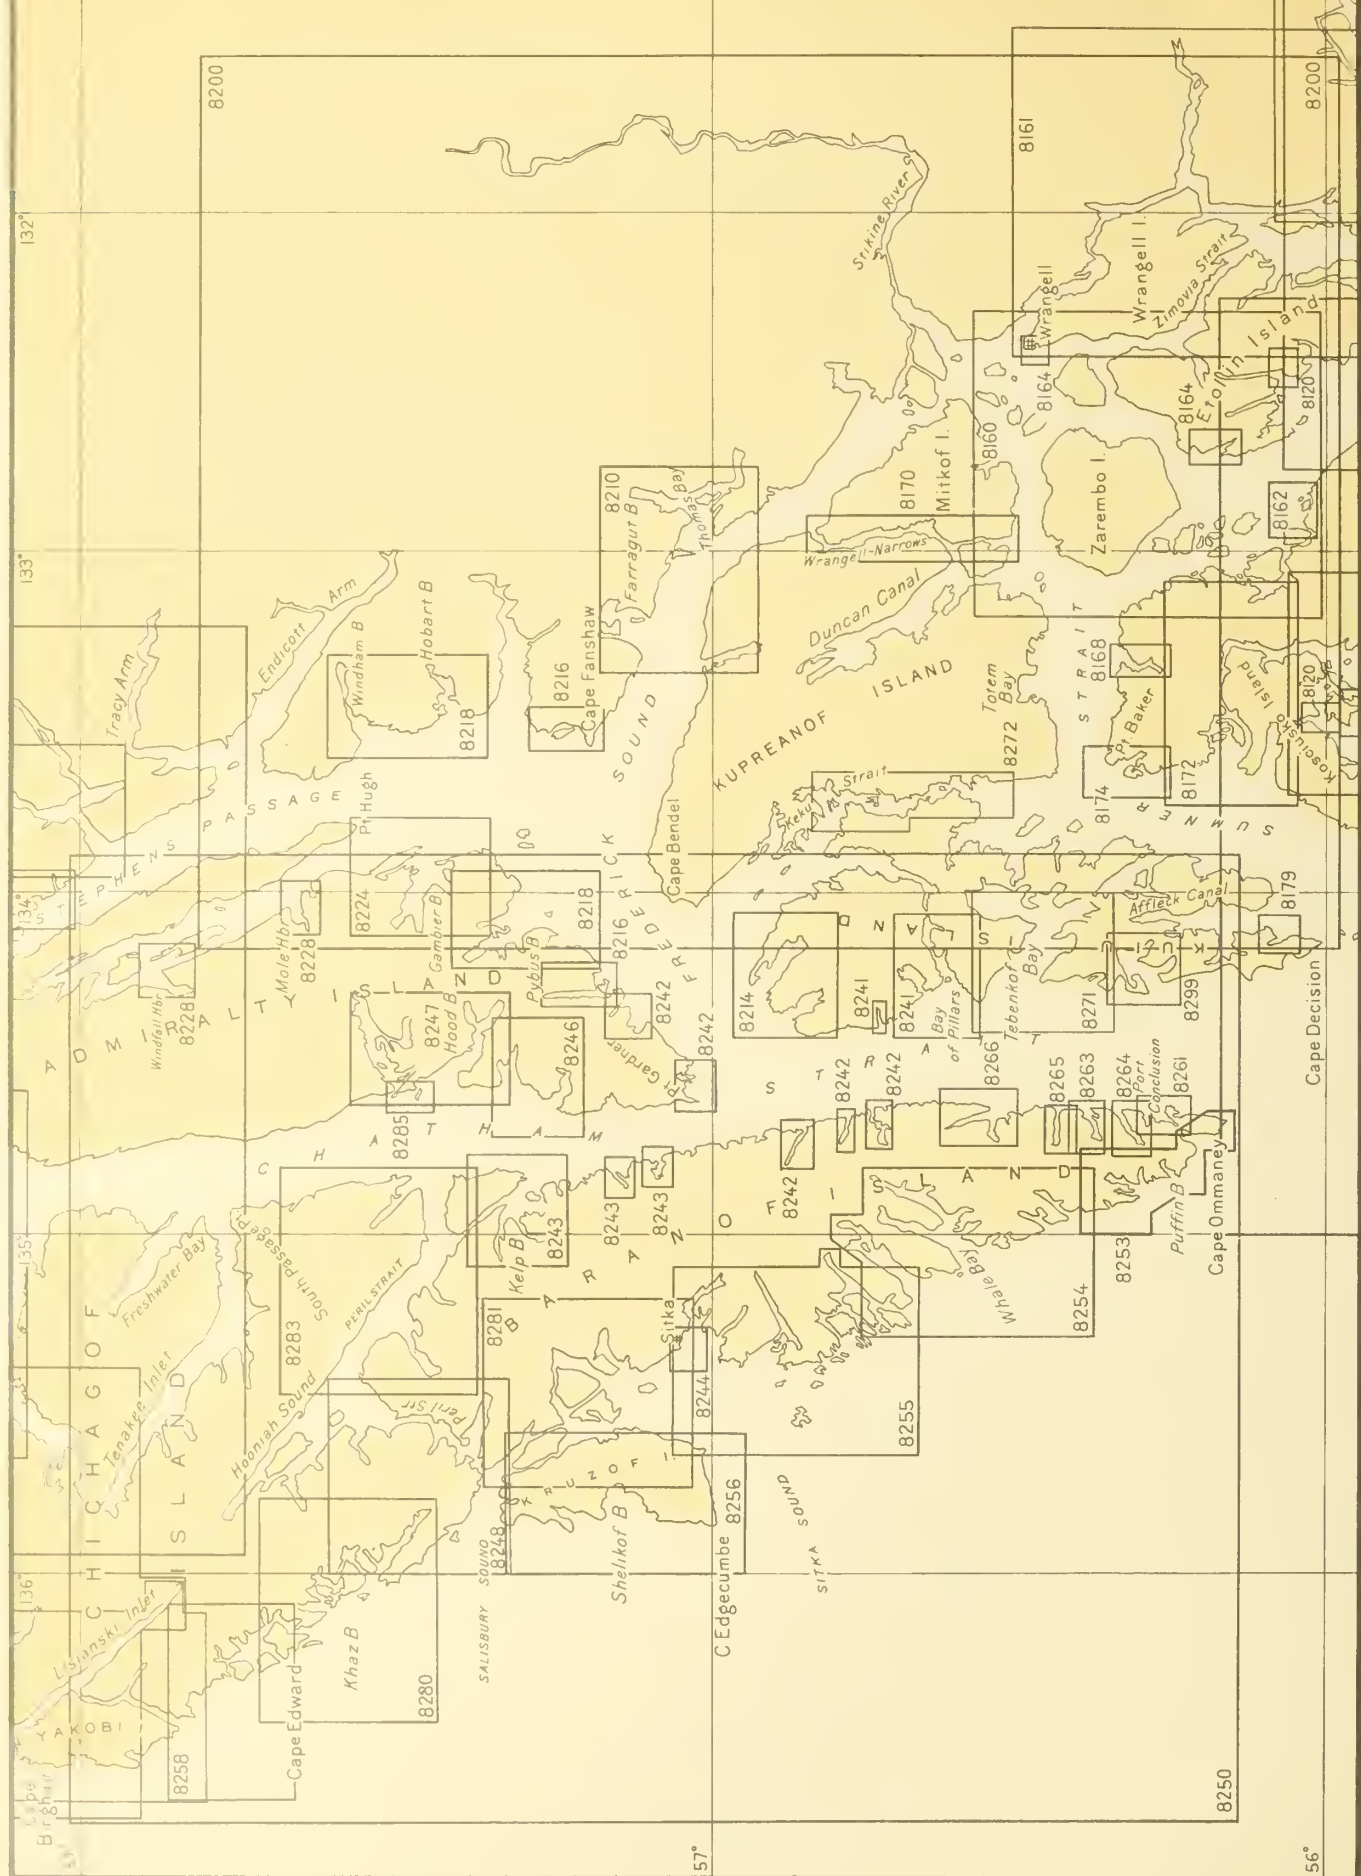 8200
132°
8161
Stikine River
Wrangell
Wrangell I.
Zimovia Strait
8200
8164
8164
Etolin Island
8120
8160
8170
Mitkof I.
Zarembo I.
8162
8210
Farragut B
Thomas Bay
Wrangell Narrows
133°
Tracy Arm
Endicott Arm
Windham B
Hobart B
8218
8216
Cape Fanshaw
SOUND
Duncan Canal
KUPREANOF
ISLAND
Totem Bay
8272
STRAIT
8168
Pt. Baker
8174
8172
SUMNER
Kosciusko Island
8120
STEPHENS PASSAGE
Pt Hugh
Keku Strait
Cape Bendel
134°
Mole Hbr
8228
8224
Gambier B
8218
Pybus B
8216
FREDERICK
8214
8241
8241
Bay of Pillars
Tebenkof Bay
8271
Affleck Canal
8179
8299
KUIU
ISLAND
Cape Decision
ADMIRALTY ISLAND
Windfall Hbr
8228
8247
Hood B
8246
8242
Pt Gardner
8242
8285
CHATHAM
STRAIT
8242
8242
8266
8265
8263
8264
Port Conclusion
8261
8243
8243
8243
8242
Kelp B
BARANOF
ISLAND
135°
CHICHAGOF
ISLAND
Freshwater Bay
South Passage Pt
PERIL STRAIT
8283
Tenakee Inlet
Hooniah Sound
Peril Str
8281
Sitka
8244
8255
Whale Bay
8254
8253
Puffin B
Cape Ommaney
136°
Lisianski Inlet
8248
KRUZOF I.
Shelikof B
8256
C Edgecumbe
SITKA SOUND
SALISBURY SOUND
Khaz B
8280
Cape Edward
YAKOBI
8258
8250
57°
56°